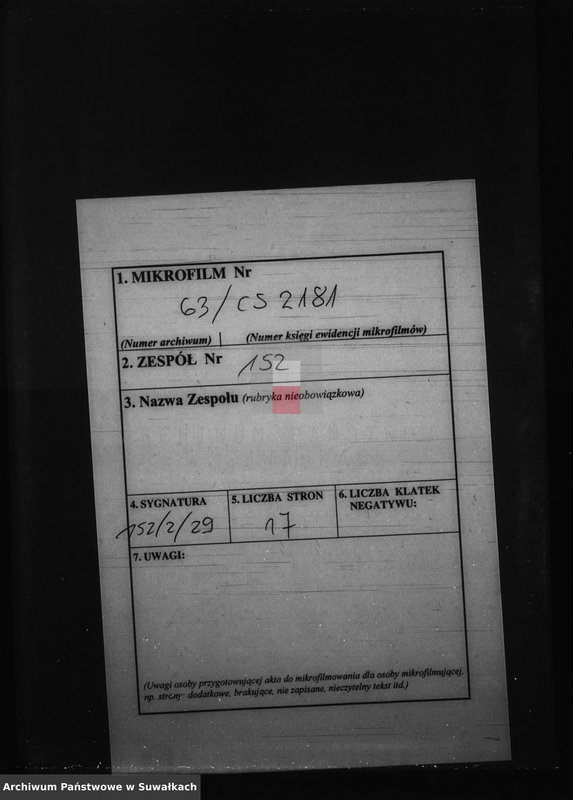 1. MIKROFILM Nr
63/CS 2181
(Numer archiwum) (Numer księgi ewidencji mikrofilmów)
2. ZESPÓŁ Nr 152
3. Nazwa Zespołu (rubryka nieobowiązkowa)
4. SYGNATURA
152/2/29
5. LICZBA STRON
17
6. LICZBA KLATEK
NEGATYWU:
7. UWAGI:
(Uwagi osoby przygotowującej akta do mikrofilmowania dla osoby mikrofilmującej,
np. strony: dodatkowe, brakujące, nie zapisane, nieczytelny tekst itd.)
Archiwum Państwowe w Suwałkach